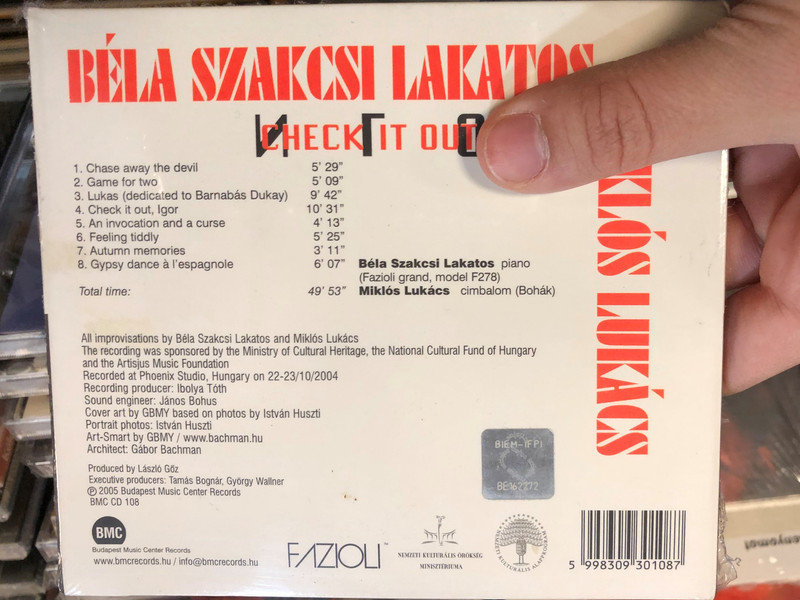 BÉLA SZAKCSI LAKATOS
CHECK IT OUT
1. Chase away the devil 5’ 29”
2. Game for two 5’ 09”
3. Lukas (dedicated to Barnabás Dukay) 9’ 42”
4. Check it out, Igor 10’ 31”
5. An invocation and a curse 4’ 13”
6. Feeling tiddly 5’ 25”
7. Autumn memories 3’ 11”
8. Gypsy dance à l’espagnole 6’ 07”
Béla Szakcsi Lakatos piano
(Fazioli grand, model F278)
Total time: 49’ 53”
Miklós Lukács cimbalom (Bohák)
KLÓS LUKÁCS
All improvisations by Béla Szakcsi Lakatos and Miklós Lukács
The recording was sponsored by the Ministry of Cultural Heritage, the National Cultural Fund of Hungary
and the Artisjus Music Foundation
Recorded at Phoenix Studio, Hungary on 22-23/10/2004
Recording producer: Ibolya Tóth
Sound engineer: János Bohus
Cover art by GBMY based on photos by István Huszti
Portrait photos: István Huszti
Art-Smart by GBMY / www.bachman.hu
Architect: Gábor Bachman
Produced by László Gőz
Executive producers: Tamás Bognár, György Wallner
℗ 2005 Budapest Music Center Records
BMC CD 108
BIEM-IFPI
BE162222
BMC
Budapest Music Center Records
www.bmcrecords.hu / info@bmcrecords.hu
FAZIOLI™
NEMZETI KULTURÁLIS ÖRÖKSÉG
MINISZTÉRIUMA
5 998309 301087